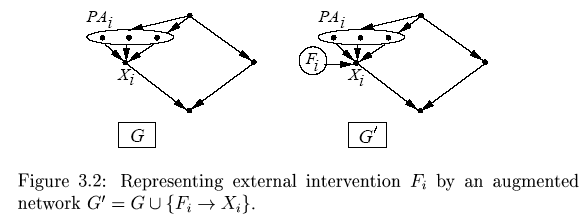 PA_i PA_i
F_i
X_i X_i
G G′
Figure 3.2: Representing external intervention F_i by an augmented
network G′ = G ∪ {F_i → X_i}.